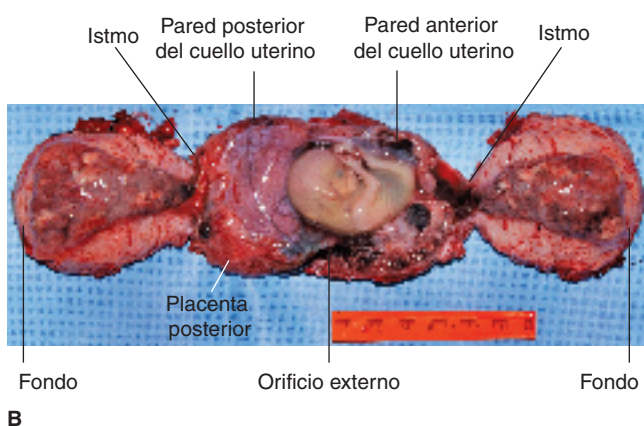 Istmo
Pared posterior
del cuello uterino
Pared anterior
del cuello uterino
Istmo
Placenta
posterior
Fondo
Orificio externo
Fondo
B